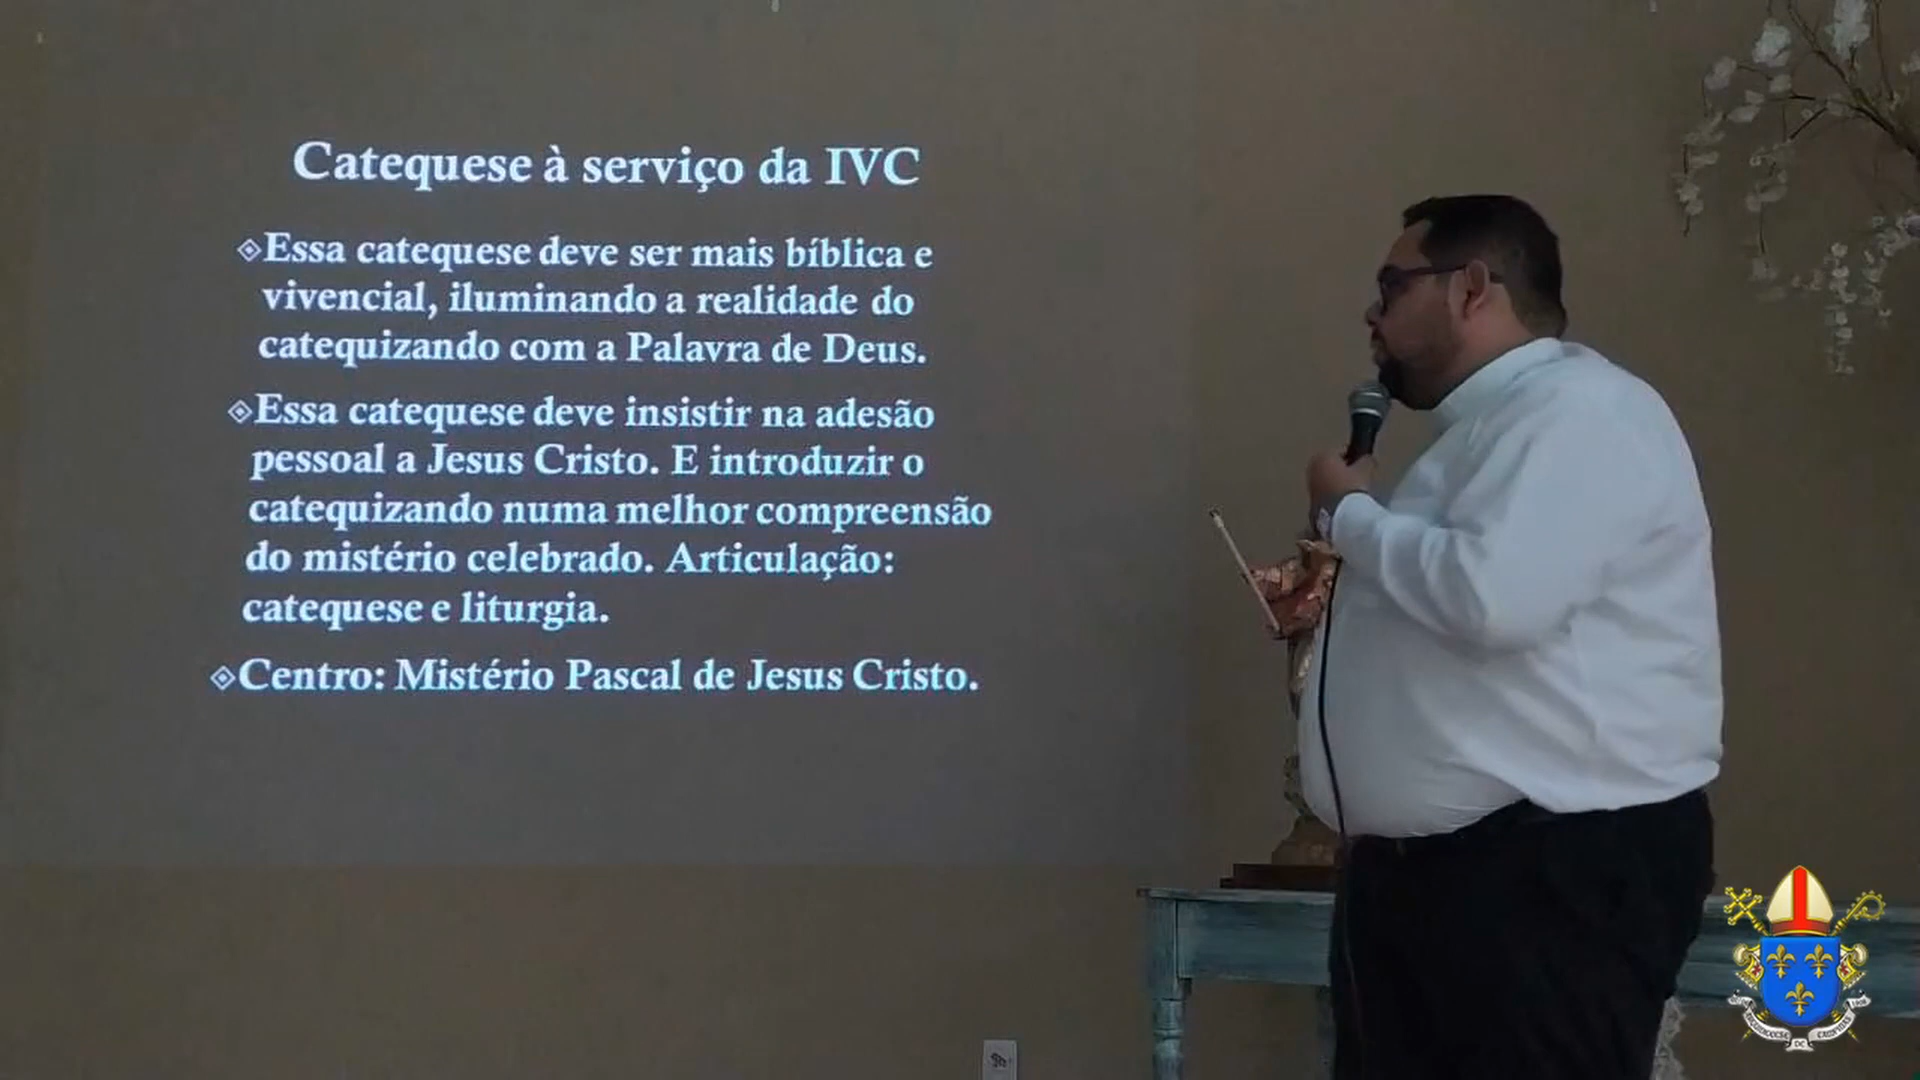 Catequese à serviço da IVC
Essa catequese deve ser mais bíblica e
vivencial, iluminando a realidade do
catequizando com a Palavra de Deus.
Essa catequese deve insistir na adesão
pessoal a Jesus Cristo. E introduzir o
catequizando numa melhor compreensão
do mistério celebrado. Articulação:
catequese e liturgia.
Centro: Mistério Pascal de Jesus Cristo.